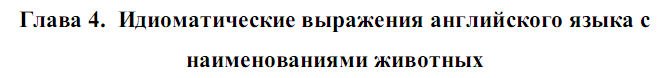 Глава 4.  Идиоматические выражения английского языка с
наименованиями животных